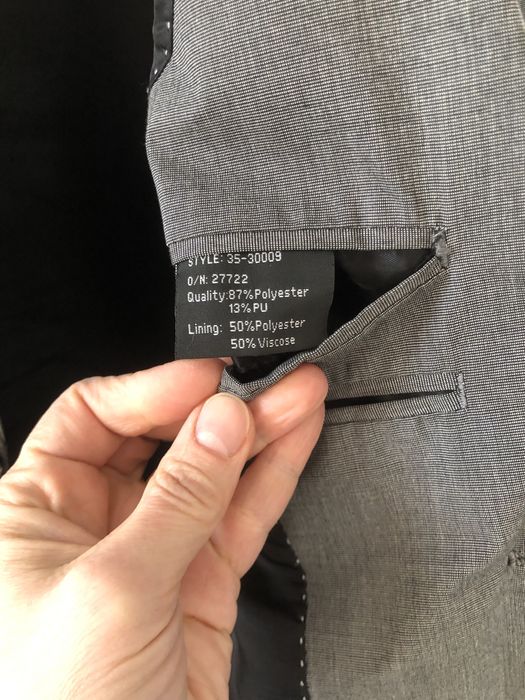 STYLE: 35-30009
O/N: 27722
Quality:87%Polyester
13%PU
Lining: 50%Polyester
50%Viscose